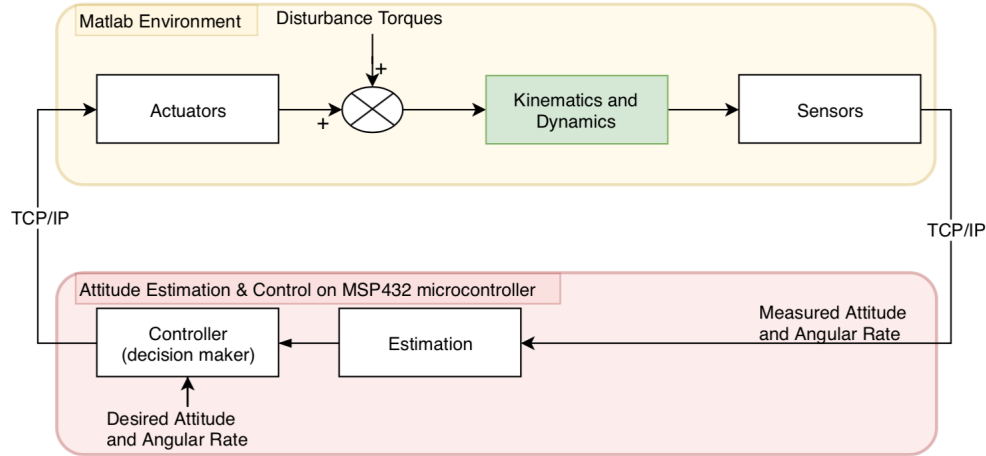 Matlab Environment
Disturbance Torques
+
Actuators
+
Kinematics and
Dynamics
Sensors
TCP/IP
TCP/IP
Attitude Estimation & Control on MSP432 microcontroller
Controller
(decision maker)
Estimation
Measured Attitude
and Angular Rate
Desired Attitude
and Angular Rate